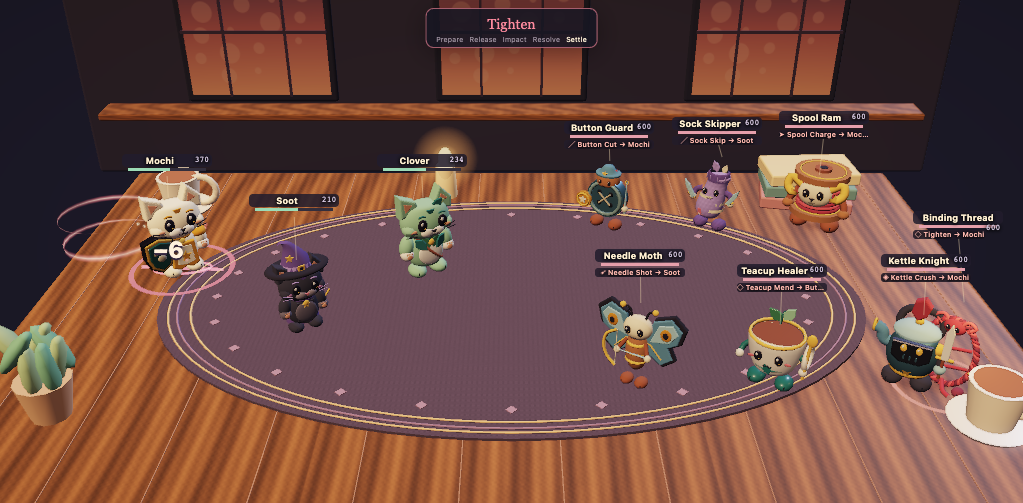 Tighten
Prepare Release Impact Resolve Settle
Mochi 370
Soot 210
Clover 234
Button Guard 600
Button Cut → Mochi
Sock Skipper 600
Sock Skip → Soot
Spool Ram 600
Spool Charge → Moc...
Binding Thread 600
Tighten → Mochi
Needle Moth 600
Needle Shot → Soot
Teacup Healer 600
Teacup Mend → But...
Kettle Knight 600
Kettle Crush → Mochi
−6